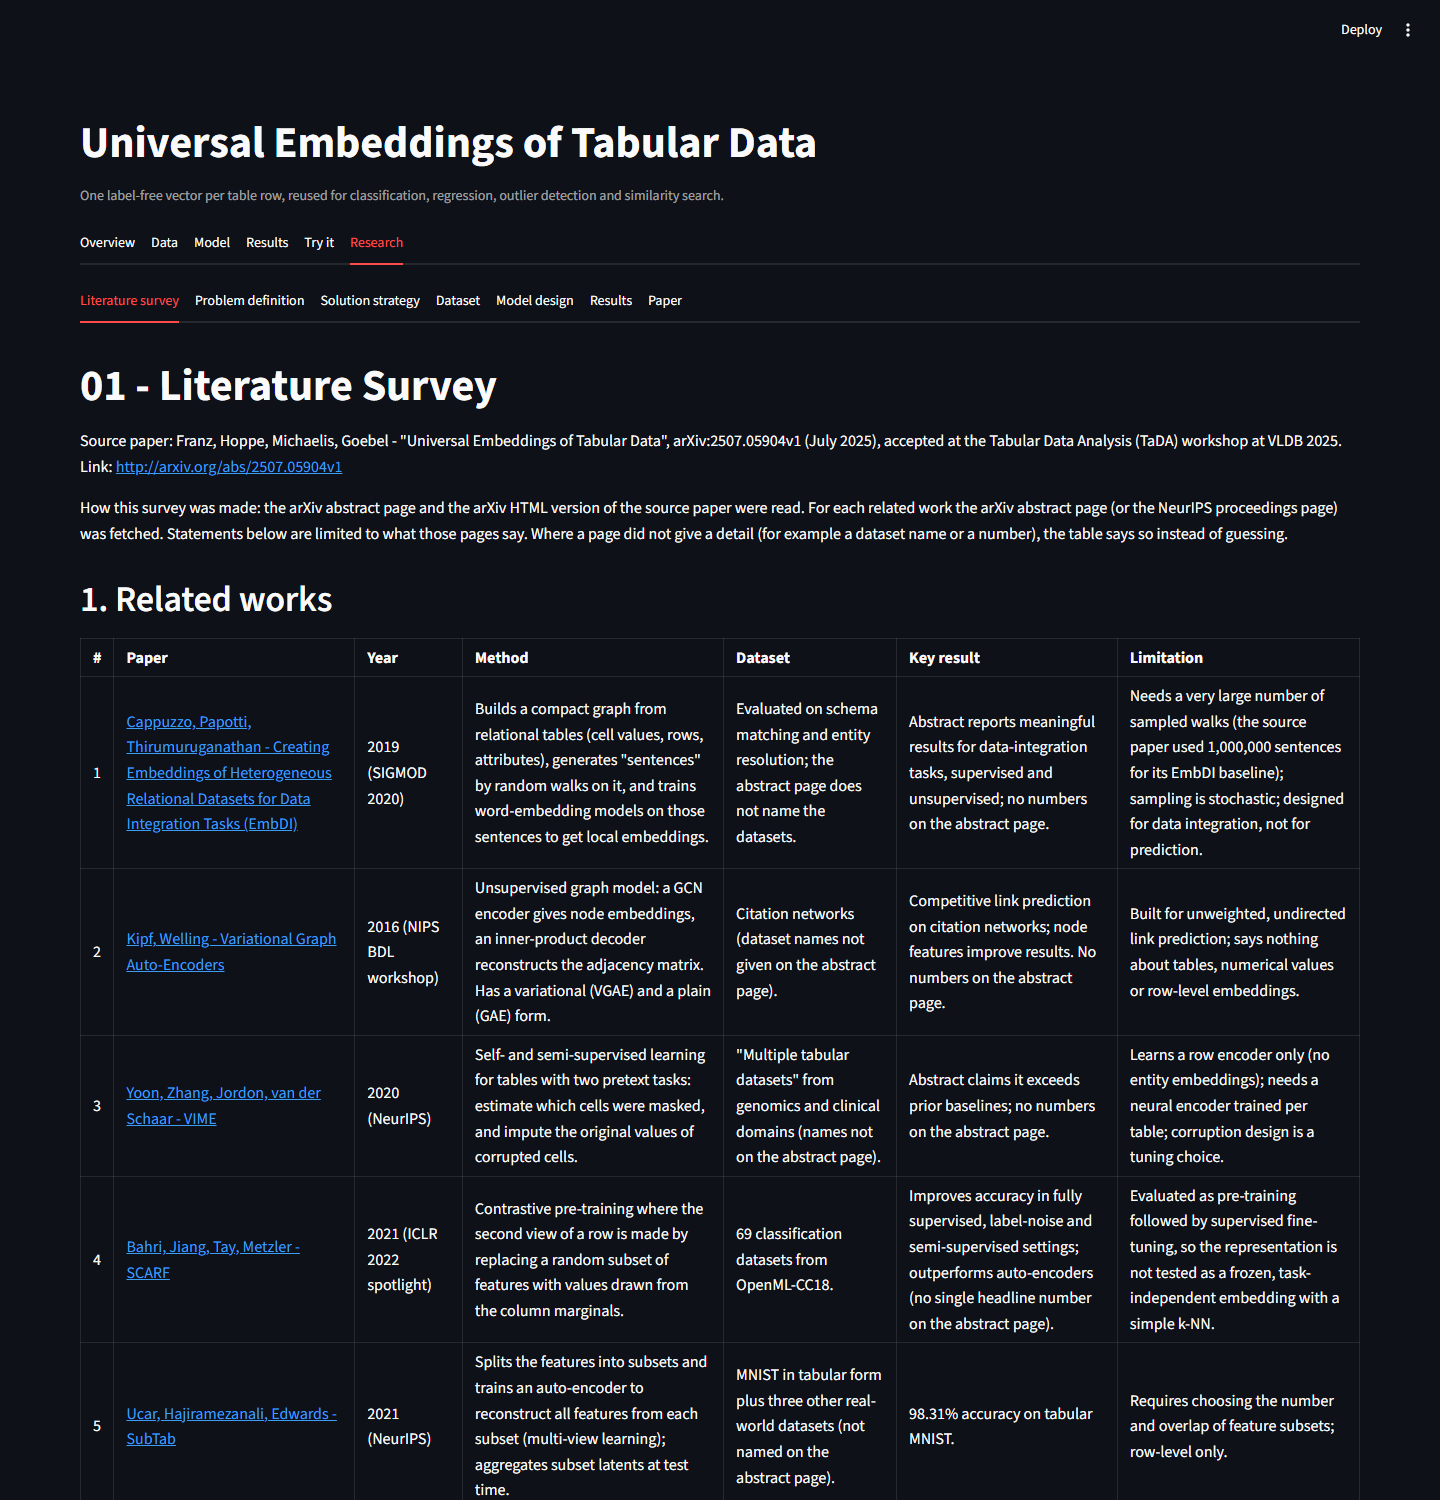 Deploy
Universal Embeddings of Tabular Data
One label-free vector per table row, reused for classification, regression, outlier detection and similarity search.
Overview Data Model Results Try it Research
Literature survey Problem definition Solution strategy Dataset Model design Results Paper
01 - Literature Survey
Source paper: Franz, Hoppe, Michaelis, Goebel - "Universal Embeddings of Tabular Data", arXiv:2507.05904v1 (July 2025), accepted at the Tabular Data Analysis (TaDA) workshop at VLDB 2025.
Link: http://arxiv.org/abs/2507.05904v1
How this survey was made: the arXiv abstract page and the arXiv HTML version of the source paper were read. For each related work the arXiv abstract page (or the NeurIPS proceedings page)
was fetched. Statements below are limited to what those pages say. Where a page did not give a detail (for example a dataset name or a number), the table says so instead of guessing.
1. Related works
# Paper Year Method Dataset Key result Limitation
1
Cappuzzo, Papotti,
Thirumuruganathan - Creating
Embeddings of Heterogeneous
Relational Datasets for Data
Integration Tasks (EmbDI)
2019
(SIGMOD
2020)
Builds a compact graph from
relational tables (cell values, rows,
attributes), generates "sentences"
by random walks on it, and trains
word-embedding models on those
sentences to get local embeddings.
Evaluated on schema
matching and entity
resolution; the
abstract page does
not name the
datasets.
Abstract reports meaningful
results for data-integration
tasks, supervised and
unsupervised; no numbers
on the abstract page.
Needs a very large number of
sampled walks (the source
paper used 1,000,000 sentences
for its EmbDI baseline);
sampling is stochastic; designed
for data integration, not for
prediction.
2
Kipf, Welling - Variational Graph
Auto-Encoders
2016 (NIPS
BDL
workshop)
Unsupervised graph model: a GCN
encoder gives node embeddings,
an inner-product decoder
reconstructs the adjacency matrix.
Has a variational (VGAE) and a plain
(GAE) form.
Citation networks
(dataset names not
given on the abstract
page).
Competitive link prediction
on citation networks; node
features improve results. No
numbers on the abstract
page.
Built for unweighted, undirected
link prediction; says nothing
about tables, numerical values
or row-level embeddings.
3
Yoon, Zhang, Jordon, van der
Schaar - VIME
2020
(NeurIPS)
Self- and semi-supervised learning
for tables with two pretext tasks:
estimate which cells were masked,
and impute the original values of
corrupted cells.
"Multiple tabular
datasets" from
genomics and clinical
domains (names not
on the abstract page).
Abstract claims it exceeds
prior baselines; no numbers
on the abstract page.
Learns a row encoder only (no
entity embeddings); needs a
neural encoder trained per
table; corruption design is a
tuning choice.
4
Bahri, Jiang, Tay, Metzler -
SCARF
2021 (ICLR
2022
spotlight)
Contrastive pre-training where the
second view of a row is made by
replacing a random subset of
features with values drawn from
the column marginals.
69 classification
datasets from
OpenML-CC18.
Improves accuracy in fully
supervised, label-noise and
semi-supervised settings;
outperforms auto-encoders
(no single headline number
on the abstract page).
Evaluated as pre-training
followed by supervised fine-
tuning, so the representation is
not tested as a frozen, task-
independent embedding with a
simple k-NN.
5
Ucar, Hajiramezanali, Edwards -
SubTab
2021
(NeurIPS)
Splits the features into subsets and
trains an auto-encoder to
reconstruct all features from each
subset (multi-view learning);
aggregates subset latents at test
time.
MNIST in tabular form
plus three other real-
world datasets (not
named on the
abstract page).
98.31% accuracy on tabular
MNIST.
Requires choosing the number
and overlap of feature subsets;
row-level only.